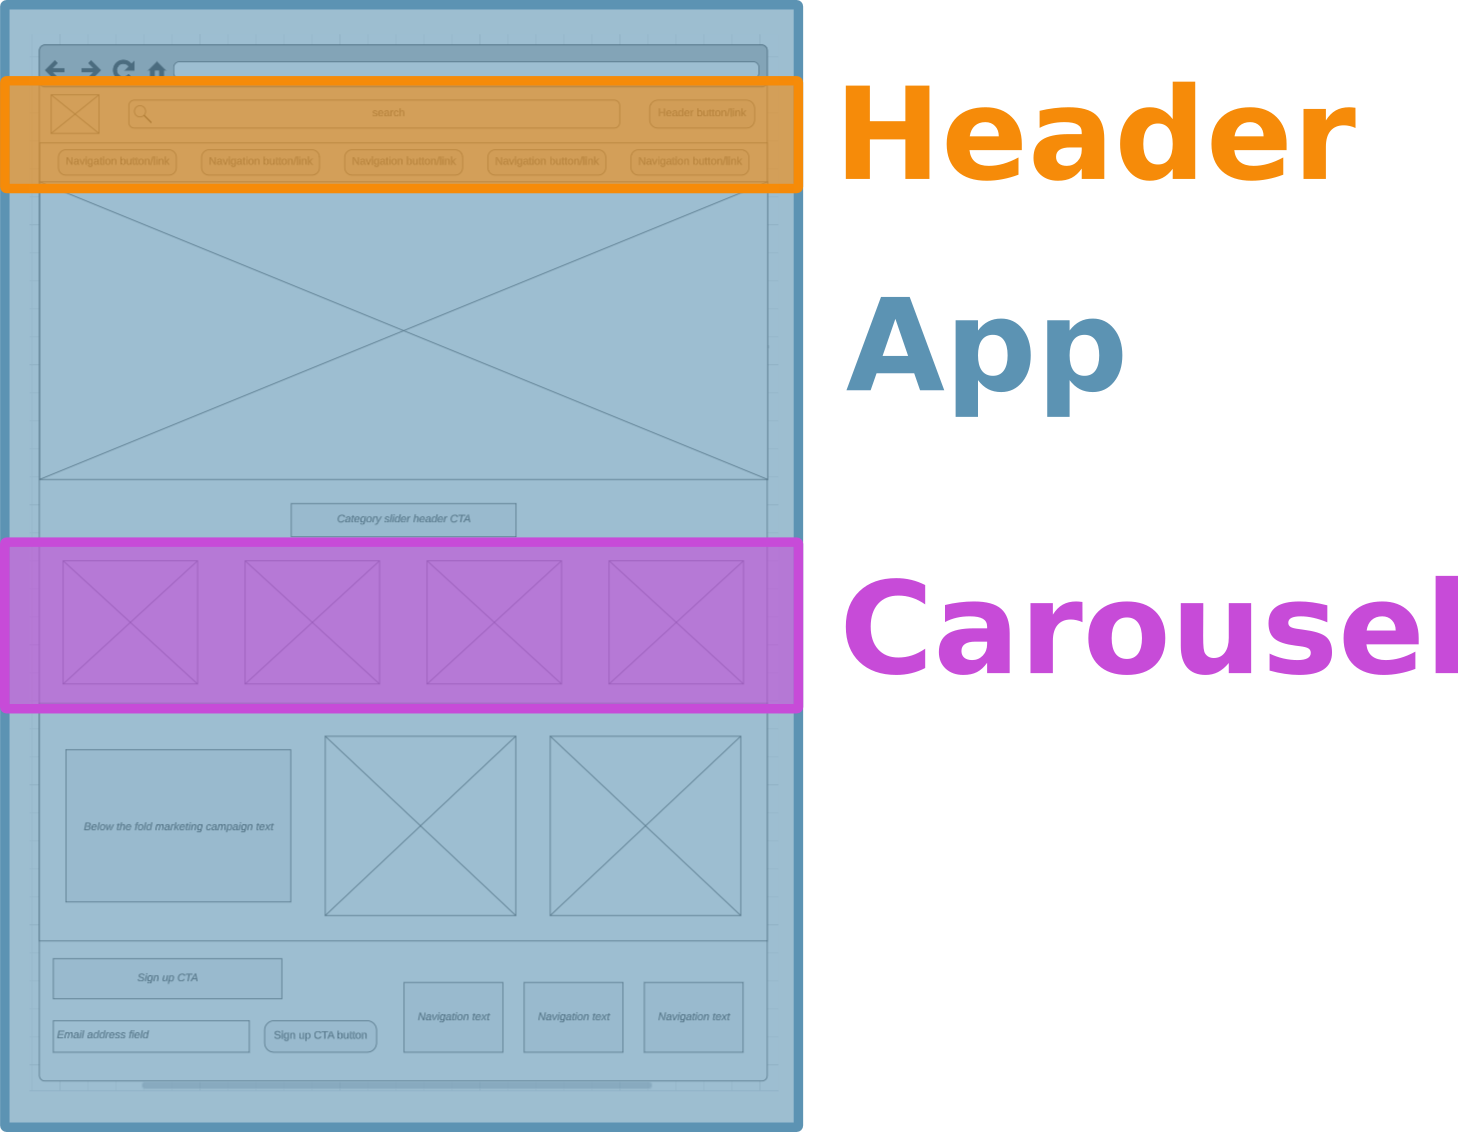 search
Header button/link
Navigation button/link
Navigation button/link
Navigation button/link
Navigation button/link
Navigation button/link
Header
App
Category slider header CTA
Carousel
Below the fold marketing campaign text
Sign up CTA
Email address field
Sign up CTA button
Navigation text
Navigation text
Navigation text